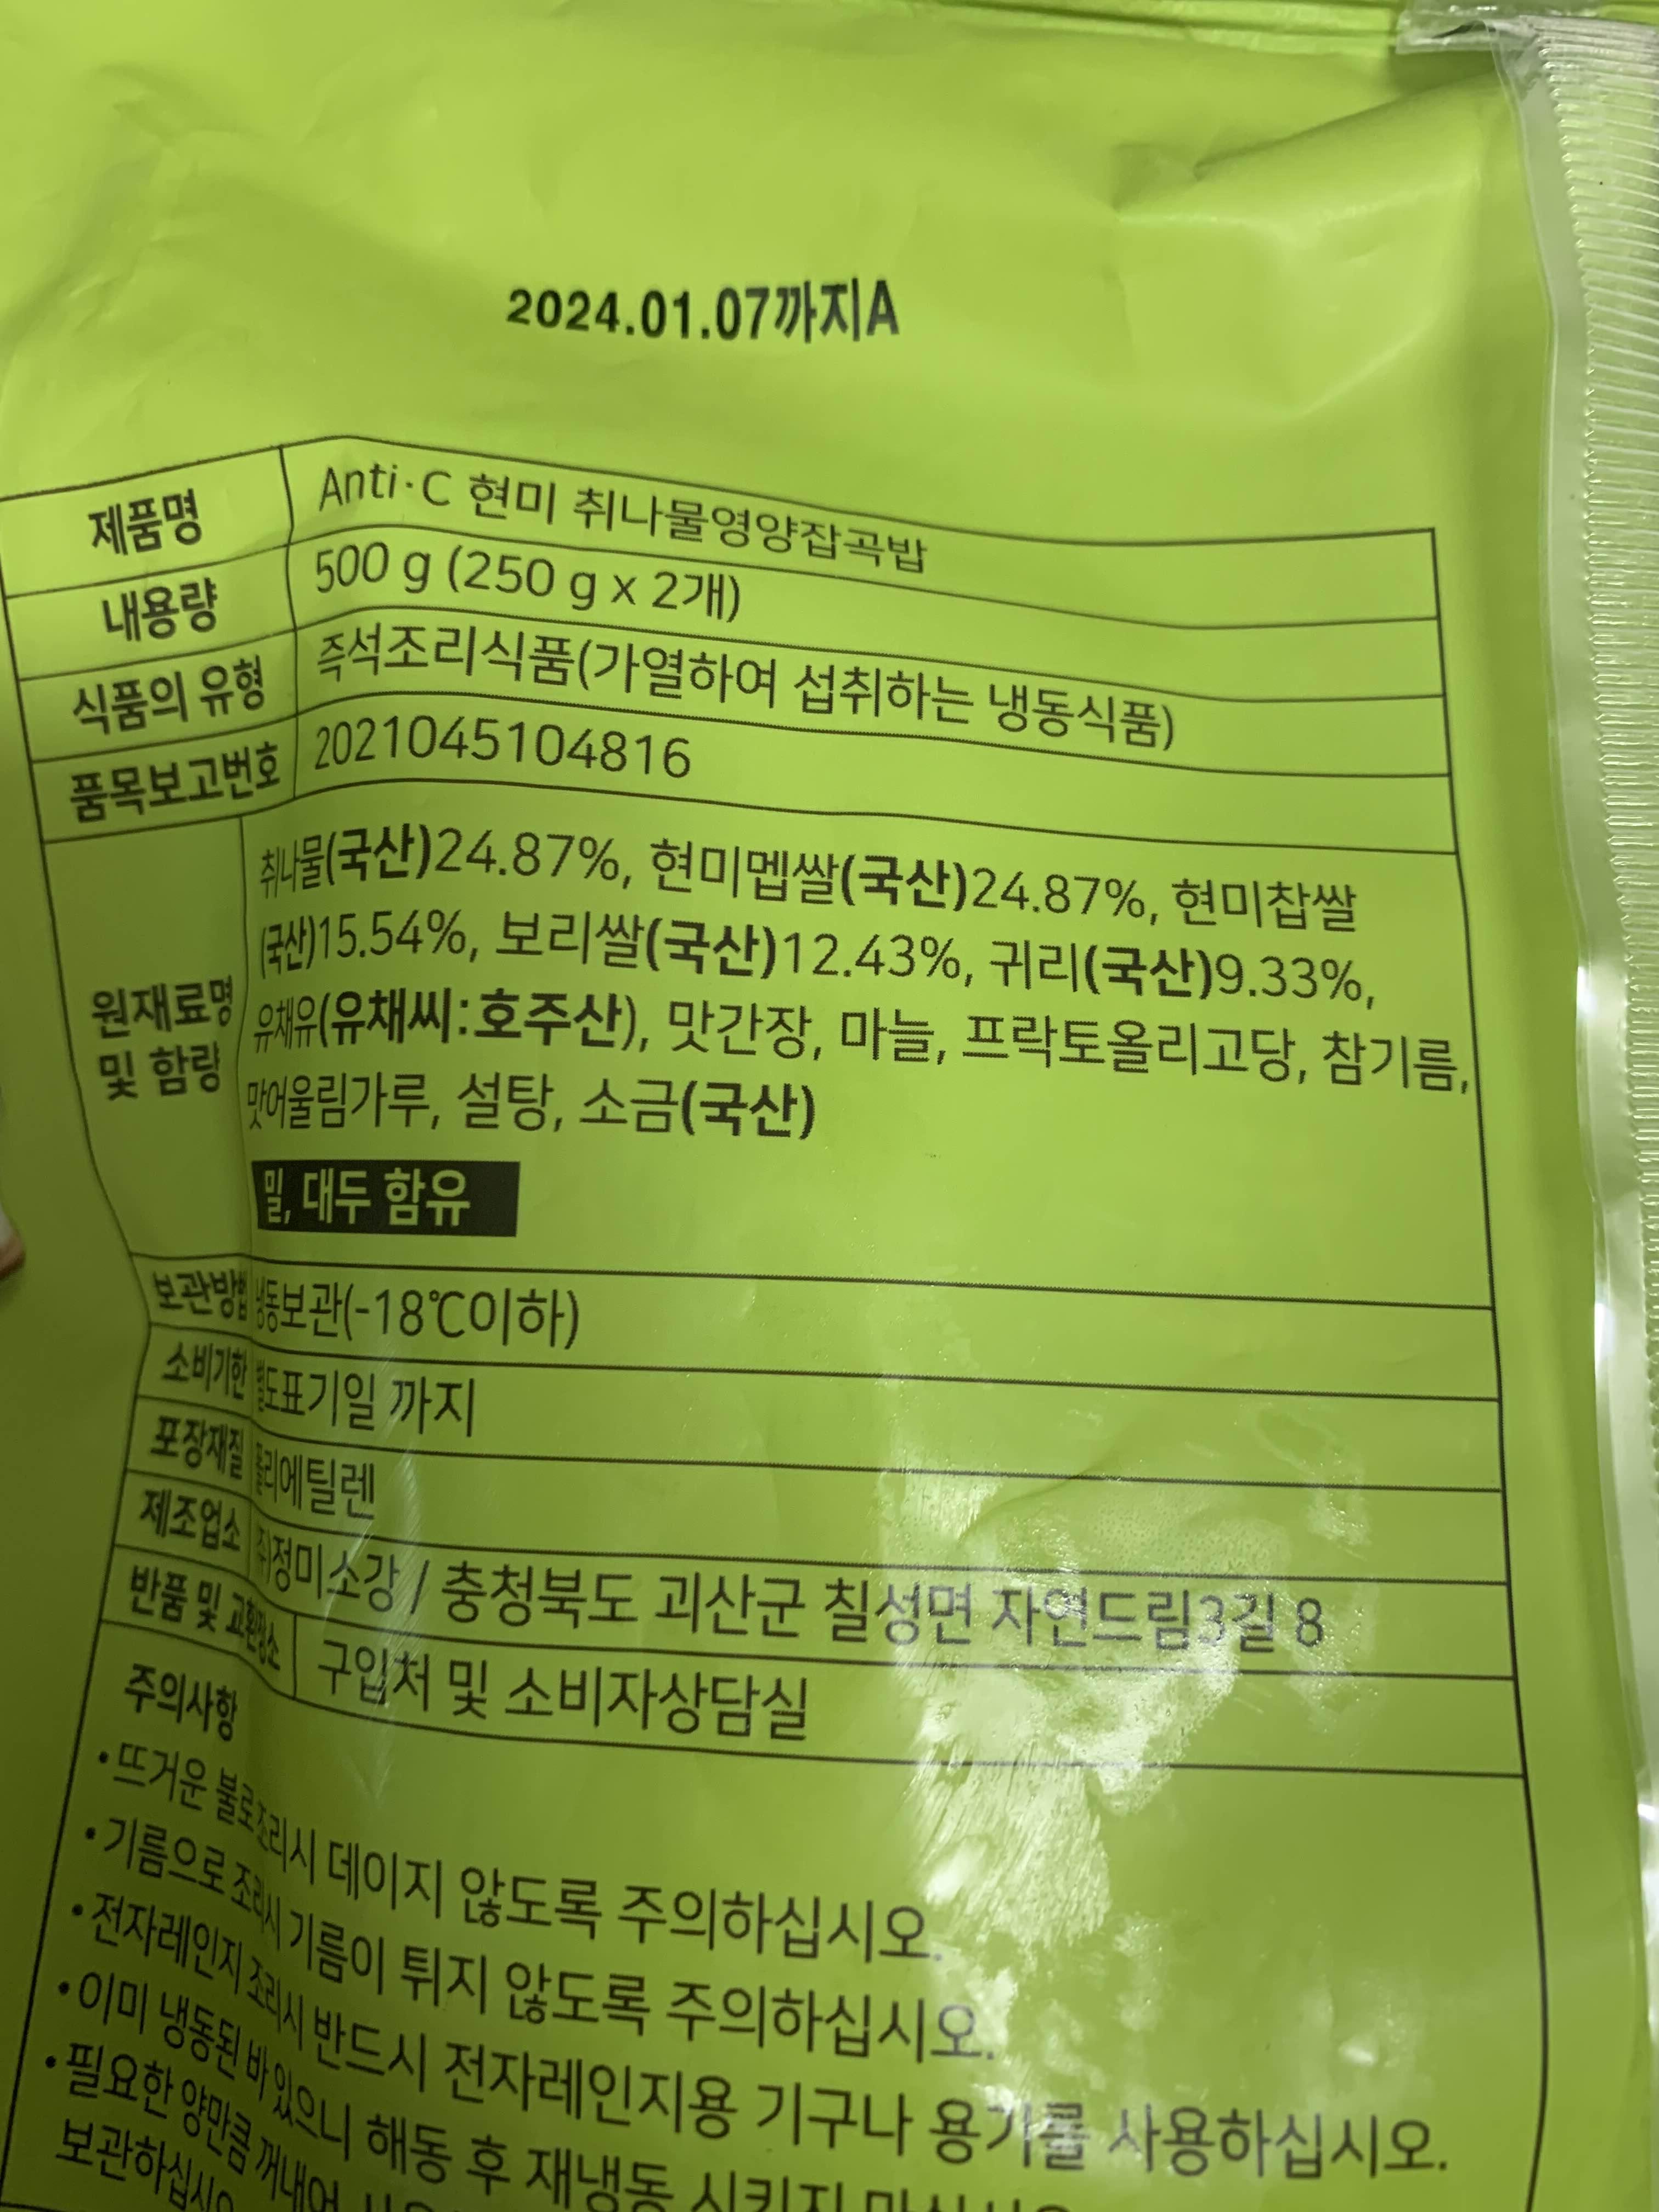 2024.01.07까지A
제품명 Anti·C 현미 취나물영양잡곡밥
내용량 500 g (250 g x 2개)
식품의 유형 즉석조리식품(가열하여 섭취하는 냉동식품)
품목보고번호 2021045104816
원재료명 및 함량
취나물(국산)24.87%, 현미멥쌀(국산)24.87%, 현미찹쌀
(국산)15.54%, 보리쌀(국산)12.43%, 귀리(국산)9.33%,
유채유(유채씨:호주산), 맛간장, 마늘, 프락토올리고당, 참기름,
맛어울림가루, 설탕, 소금(국산)
밀, 대두 함유
보관방법 냉동보관(-18℃이하)
소비기한 별도표기일 까지
포장재질 폴리에틸렌
제조업소 주)정미소강 / 충청북도 괴산군 칠성면 자연드림3길 8
반품 및 교환장소 구입처 및 소비자상담실
주의사항
•뜨거운 불로 조리시 데이지 않도록 주의하십시오.
•기름으로 조리시 기름이 튀지 않도록 주의하십시오.
•전자레인지 조리시 반드시 전자레인지용 기구나 용기를 사용하십시오.
•이미 냉동된 바 있으니 해동 후 재냉동 시키지 마십시오
•필요한 양만큼 꺼내어
보관하십시오